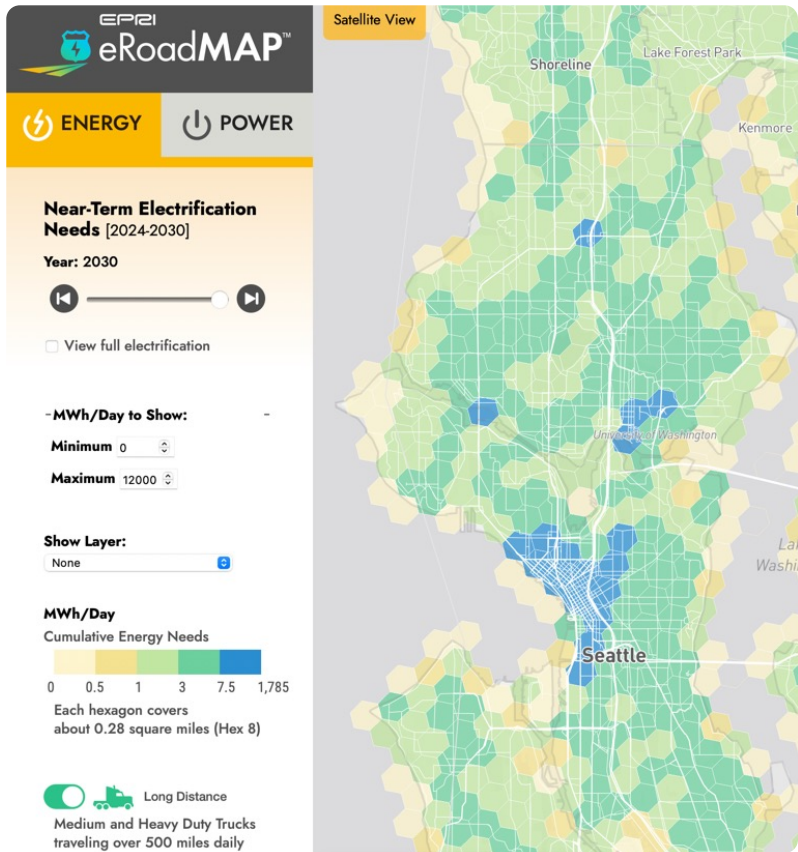 EPRI
eRoadMAP™
ENERGY
POWER
Near-Term Electrification
Needs [2024-2030]
Year: 2030
View full electrification
-MWh/Day to Show: -
Minimum 0
Maximum 12000
Show Layer:
None
MWh/Day
Cumulative Energy Needs
0 0.5 1 3 7.5 1,785
Each hexagon covers
about 0.28 square miles (Hex 8)
Long Distance
Medium and Heavy Duty Trucks
traveling over 500 miles daily
Satellite View
Shoreline
Lake Forest Park
Kenmore
University of Washington
Washi
Seattle